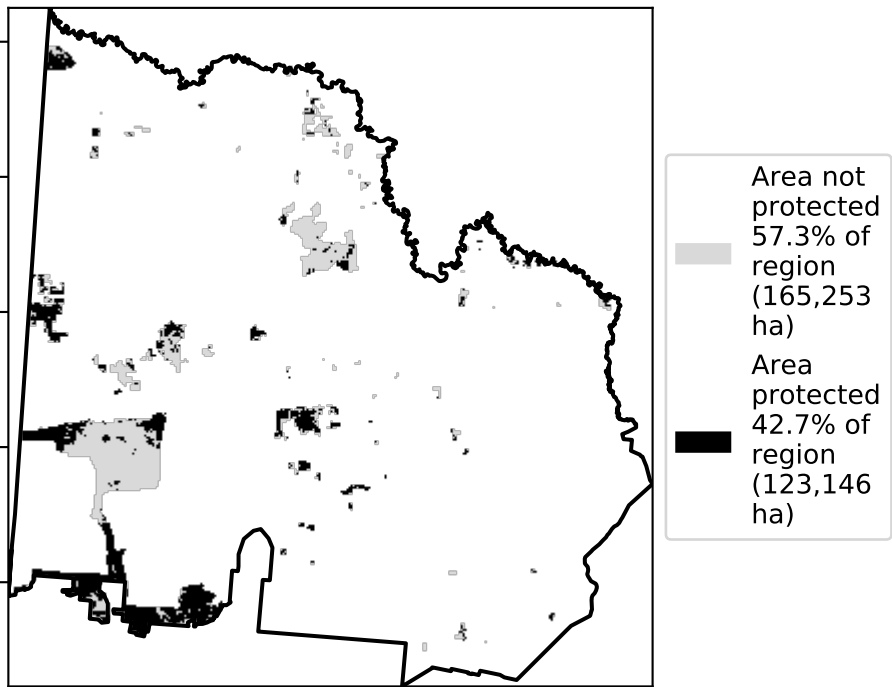 Area not
protected
57.3% of
region
(165,253
ha)
Area
protected
42.7% of
region
(123,146
ha)